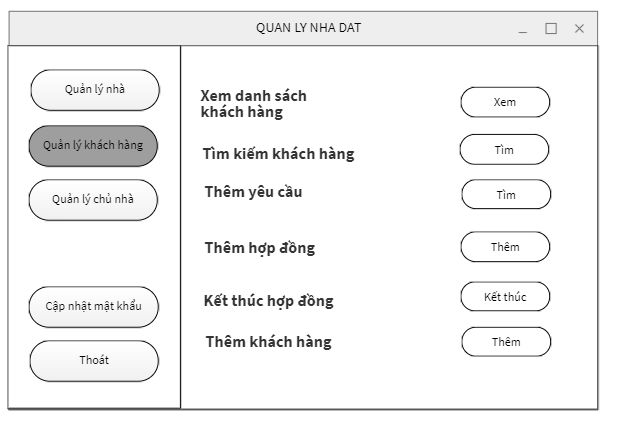 QUAN LY NHA DAT
Quản lý nhà
Quản lý khách hàng
Quản lý chủ nhà
Cập nhật mật khẩu
Thoát
Xem danh sách
khách hàng
Xem
Tìm kiếm khách hàng
Tìm
Thêm yêu cầu
Tìm
Thêm hợp đồng
Thêm
Kết thúc hợp đồng
Kết thúc
Thêm khách hàng
Thêm